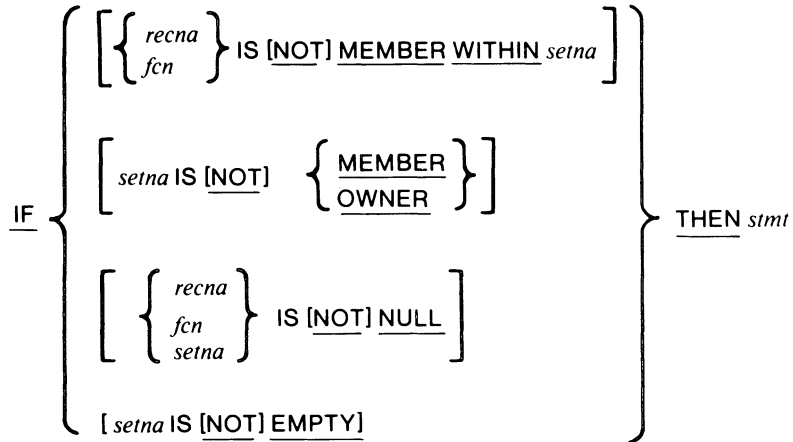 recna
fcn
IS [NOT] MEMBER WITHIN setna
setna IS [NOT]
MEMBER
OWNER
IF
THEN stmt
recna
fcn
setna
IS [NOT] NULL
[ setna IS [NOT] EMPTY]